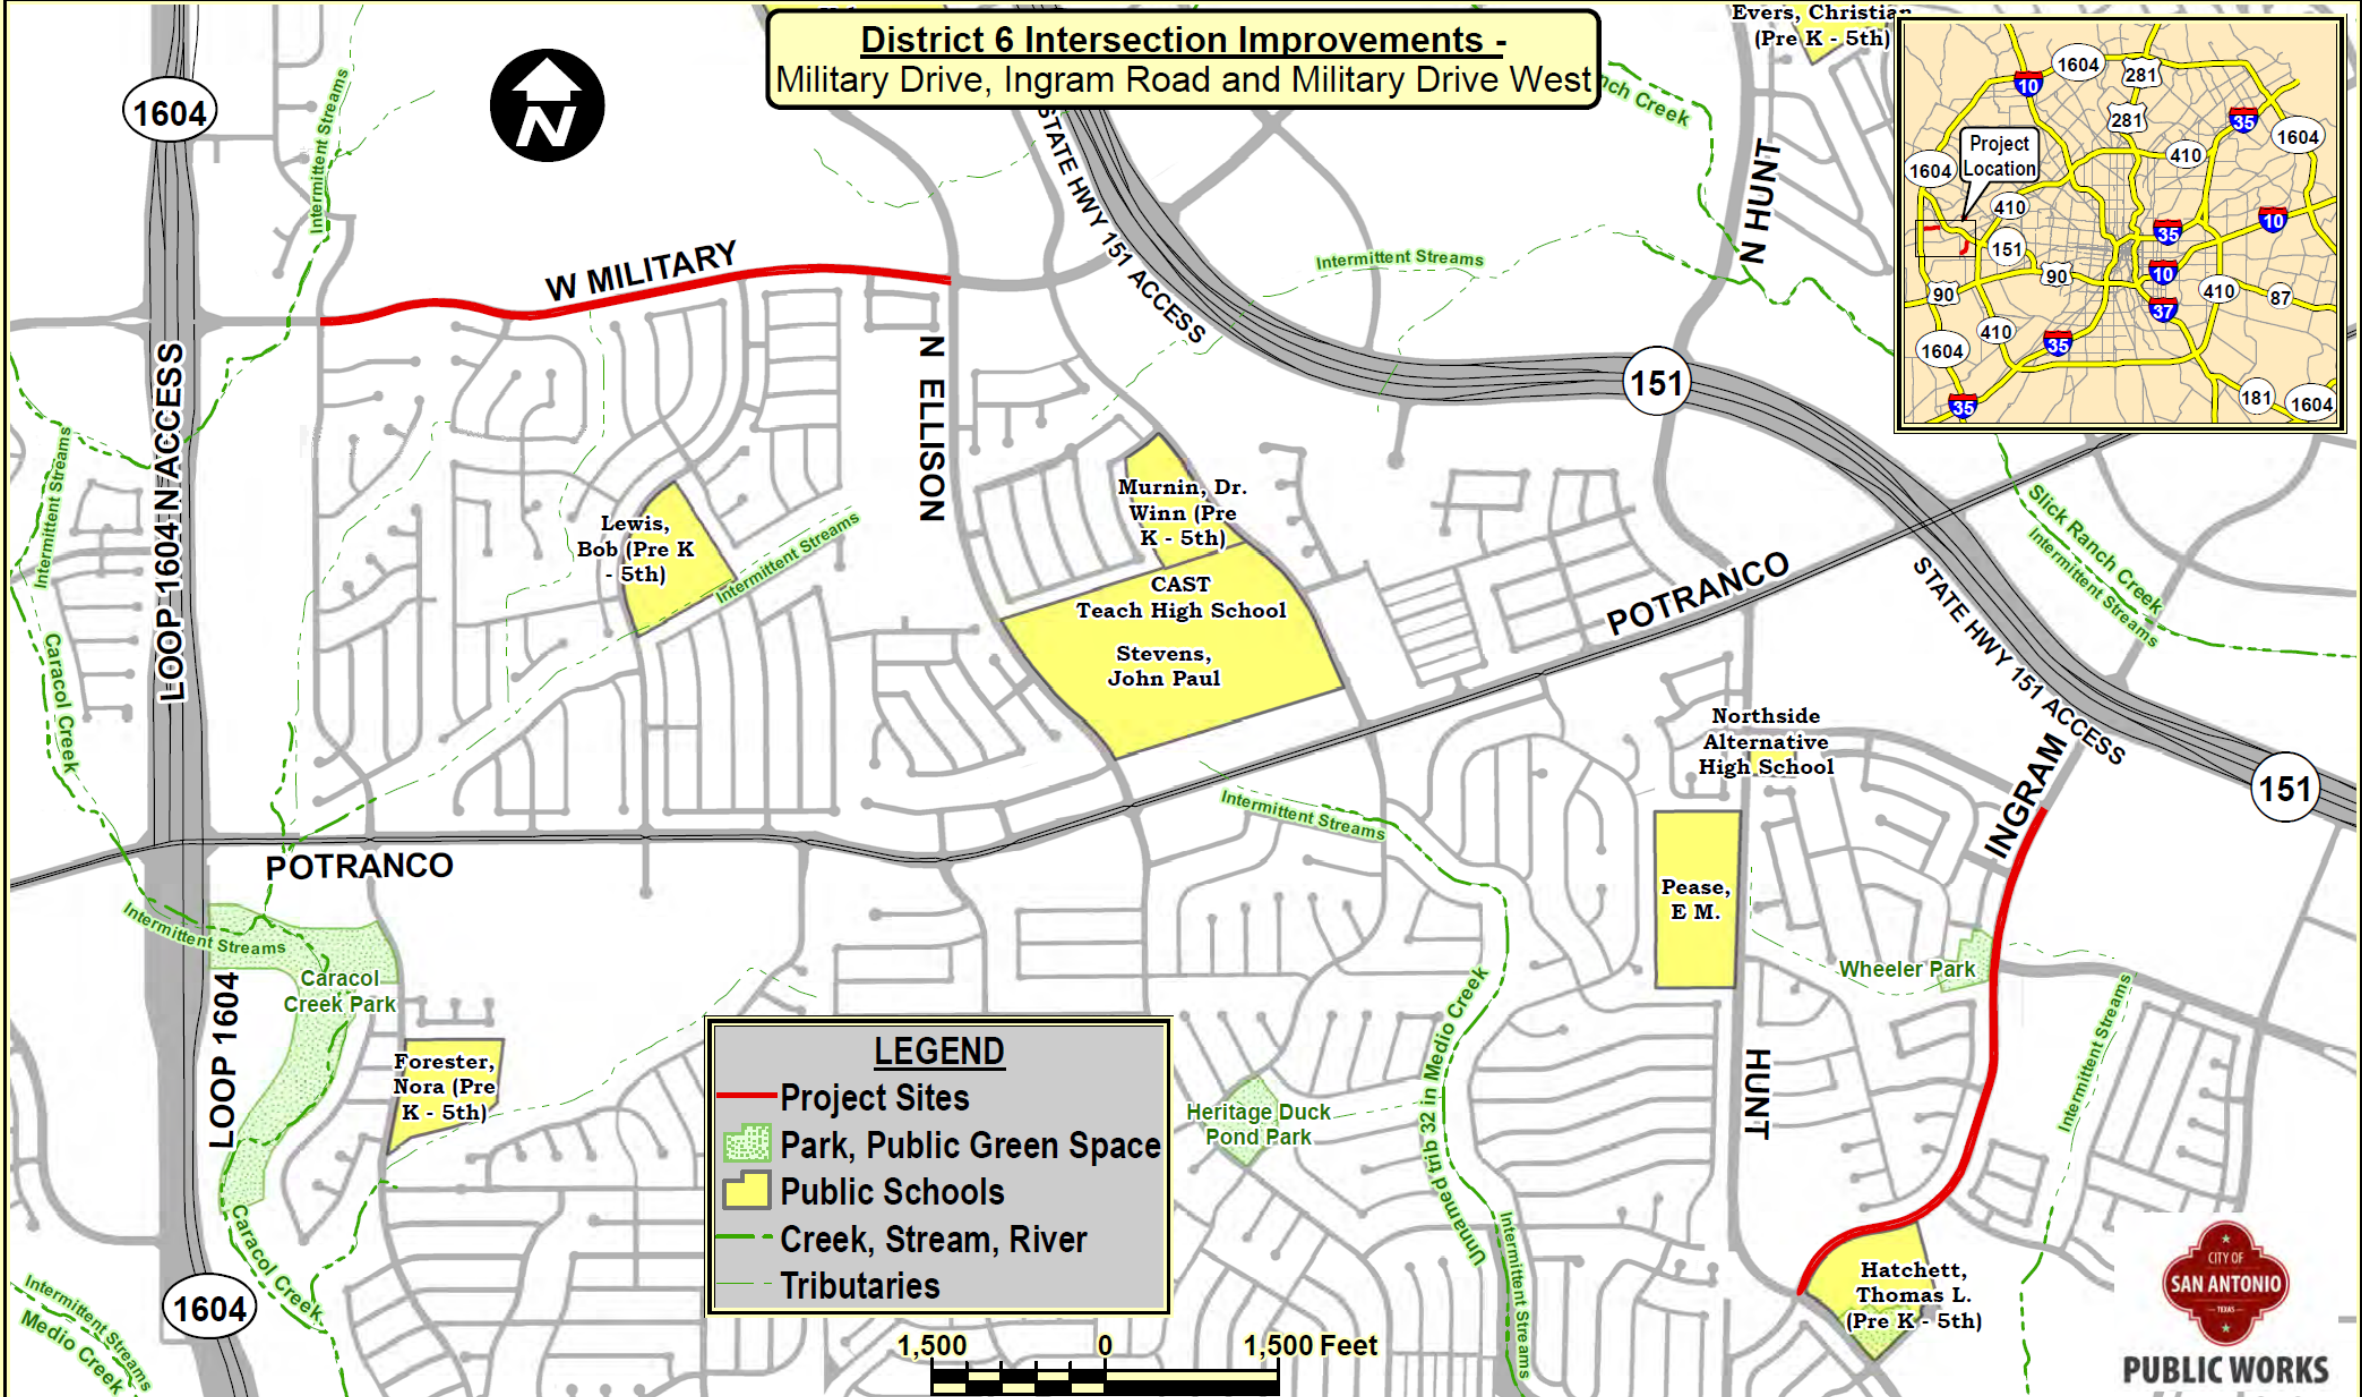 District 6 Intersection Improvements -
Military Drive, Ingram Road and Military Drive West
Evers, Christian
(Pre K - 5th)
1604
N
Intermittent Streams
STATE HWY 151 ACCESS
nch Creek
N HUNT
W MILITARY
Intermittent Streams
LOOP 1604 N ACCESS
N ELLISON
151
Intermittent Streams
Caracol Creek
Lewis,
Bob (Pre K
- 5th)
Intermittent Streams
Murnin, Dr.
Winn (Pre
K - 5th)
CAST
Teach High School
Stevens,
John Paul
POTRANCO
Slick Ranch Creek
Intermittent Streams
STATE HWY 151 ACCESS
Northside
Alternative
High School
INGRAM
151
Intermittent Streams
POTRANCO
Pease,
E M.
Intermittent Streams
Caracol
Creek Park
Wheeler Park
LOOP 1604
Forester,
Nora (Pre
K - 5th)
Heritage Duck
Pond Park
Unnamed trib 32 in Medio Creek
HUNT
Intermittent Streams
Caracol Creek
1604
Intermittent Streams
Medio Creek
Intermittent Streams
Hatchett,
Thomas L.
(Pre K - 5th)
LEGEND
Project Sites
Park, Public Green Space
Public Schools
Creek, Stream, River
Tributaries
1,500 0 1,500 Feet
Project
Location
1604
10
281
281
35
1604
410
1604
410
151
35
10
90
90
10
410
87
37
410
35
1604
35
181
1604
CITY OF
SAN ANTONIO
TEXAS
PUBLIC WORKS